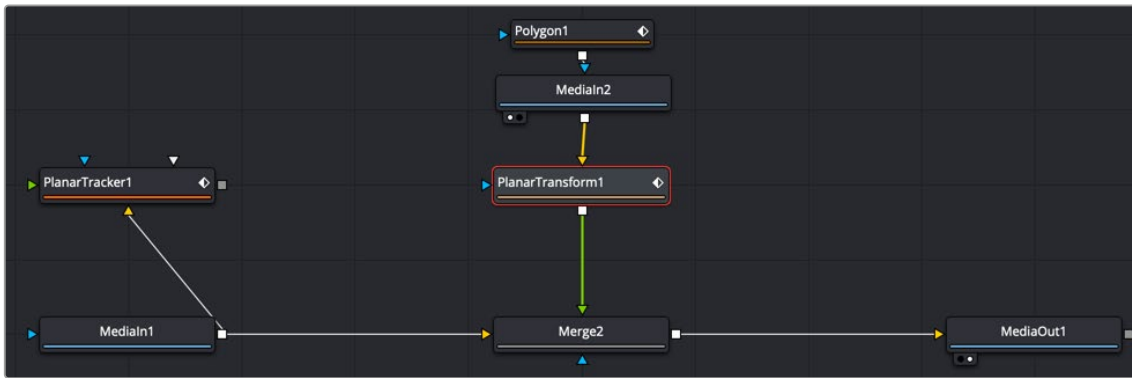 Polygon1
MediaIn2
PlanarTracker1
PlanarTransform1
MediaIn1
Merge2
MediaOut1